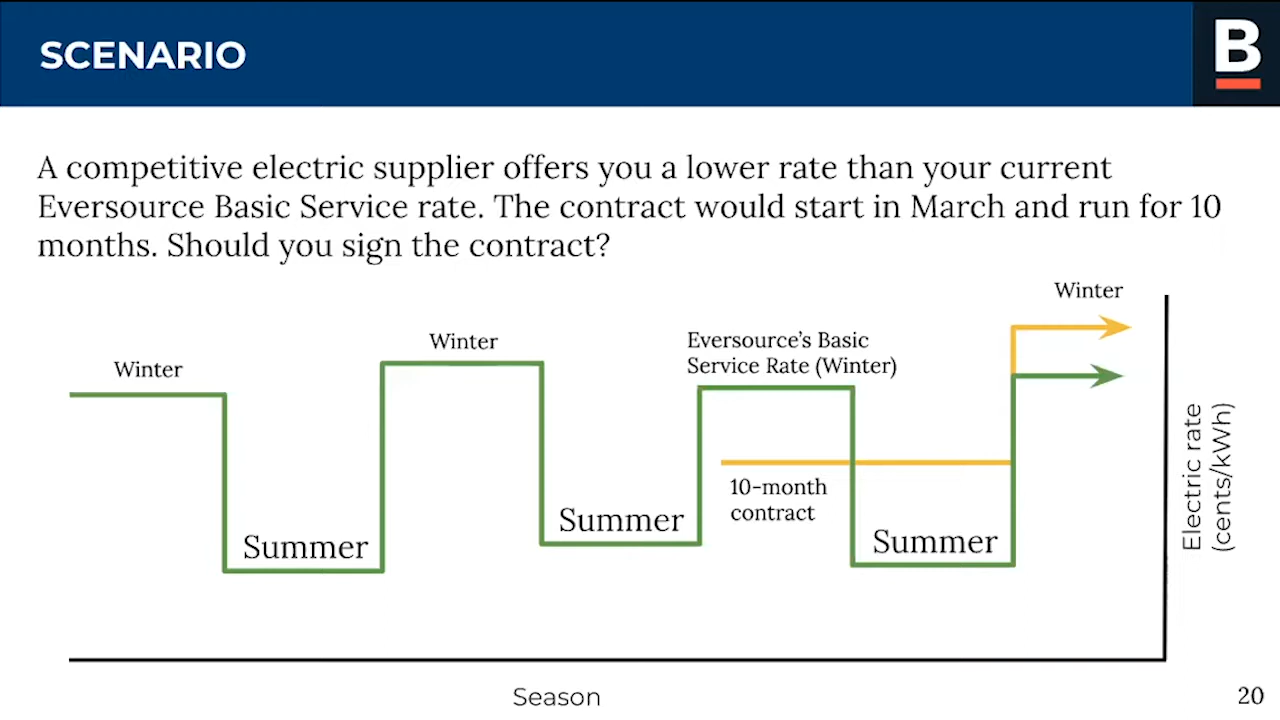 SCENARIO
B
A competitive electric supplier offers you a lower rate than your current
Eversource Basic Service rate. The contract would start in March and run for 10
months. Should you sign the contract?
Winter
Winter
Winter
Eversource's Basic
Service Rate (Winter)
10-month
contract
Summer
Summer
Summer
Electric rate
(cents/kWh)
Season
20